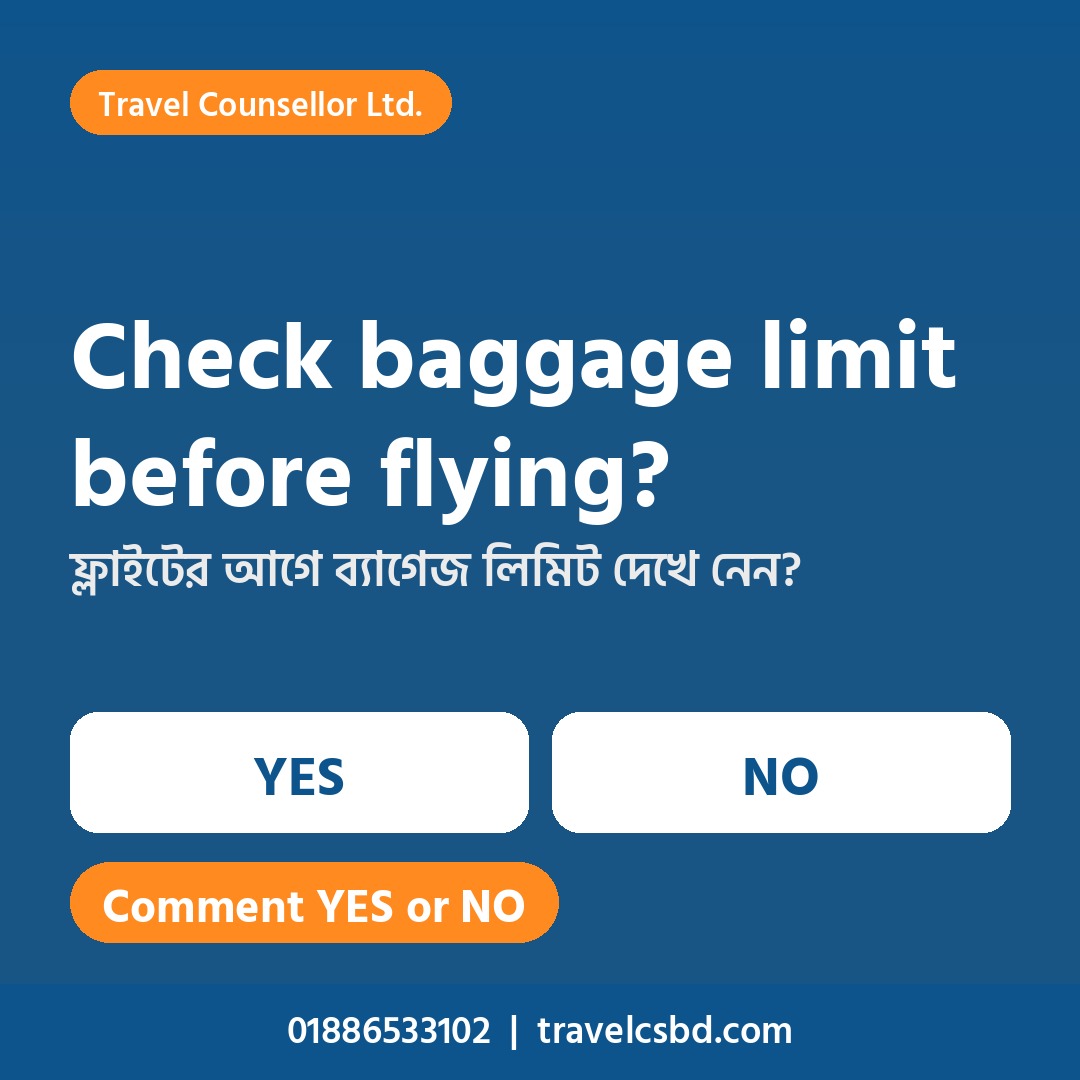 Travel Counsellor Ltd.
Check baggage limit
before flying?
ফ্লাইটের আগে ব্যাগেজ লিমিট দেখে নেন?
YES
NO
Comment YES or NO
01886533102 | travelcsbd.com